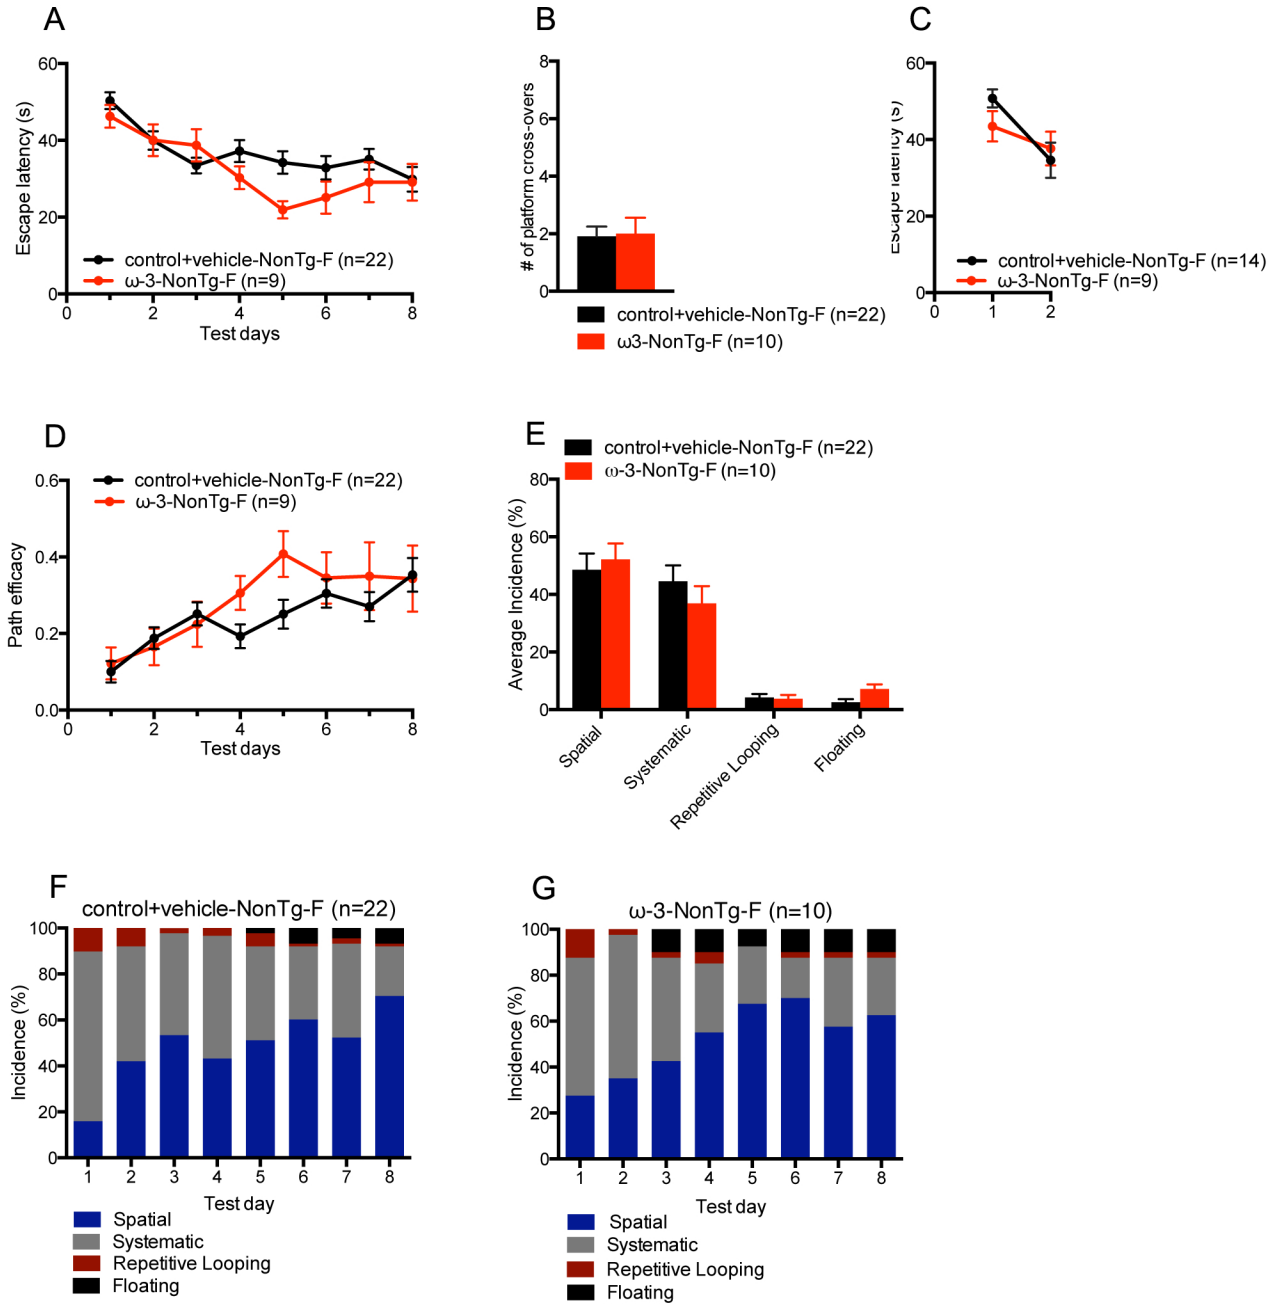 A
60
40
20
0
Escape latency (s)
control+vehicle-NonTg-F (n=22)
ω-3-NonTg-F (n=9)
0 2 4 6 8
Test days
B
8
6
4
2
0
# of platform cross-overs
control+vehicle-NonTg-F (n=22)
ω3-NonTg-F (n=10)
C
60
40
20
0
Escape latency (s)
control+vehicle-NonTg-F (n=14)
ω-3-NonTg-F (n=9)
0 1 2
D
0.6
0.4
0.2
0.0
Path efficacy
control+vehicle-NonTg-F (n=22)
ω-3-NonTg-F (n=9)
0 2 4 6 8
Test days
E
control+vehicle-NonTg-F (n=22)
ω-3-NonTg-F (n=10)
80
60
40
20
0
Average Incidence (%)
Spatial
Systematic
Repetitive Looping
Floating
F
control+vehicle-NonTg-F (n=22)
100
80
60
40
20
0
Incidence (%)
1 2 3 4 5 6 7 8
Test day
Spatial
Systematic
Repetitive Looping
Floating
G
ω-3-NonTg-F (n=10)
100
80
60
40
20
0
Incidence (%)
1 2 3 4 5 6 7 8
Test day
Spatial
Systematic
Repetitive Looping
Floating